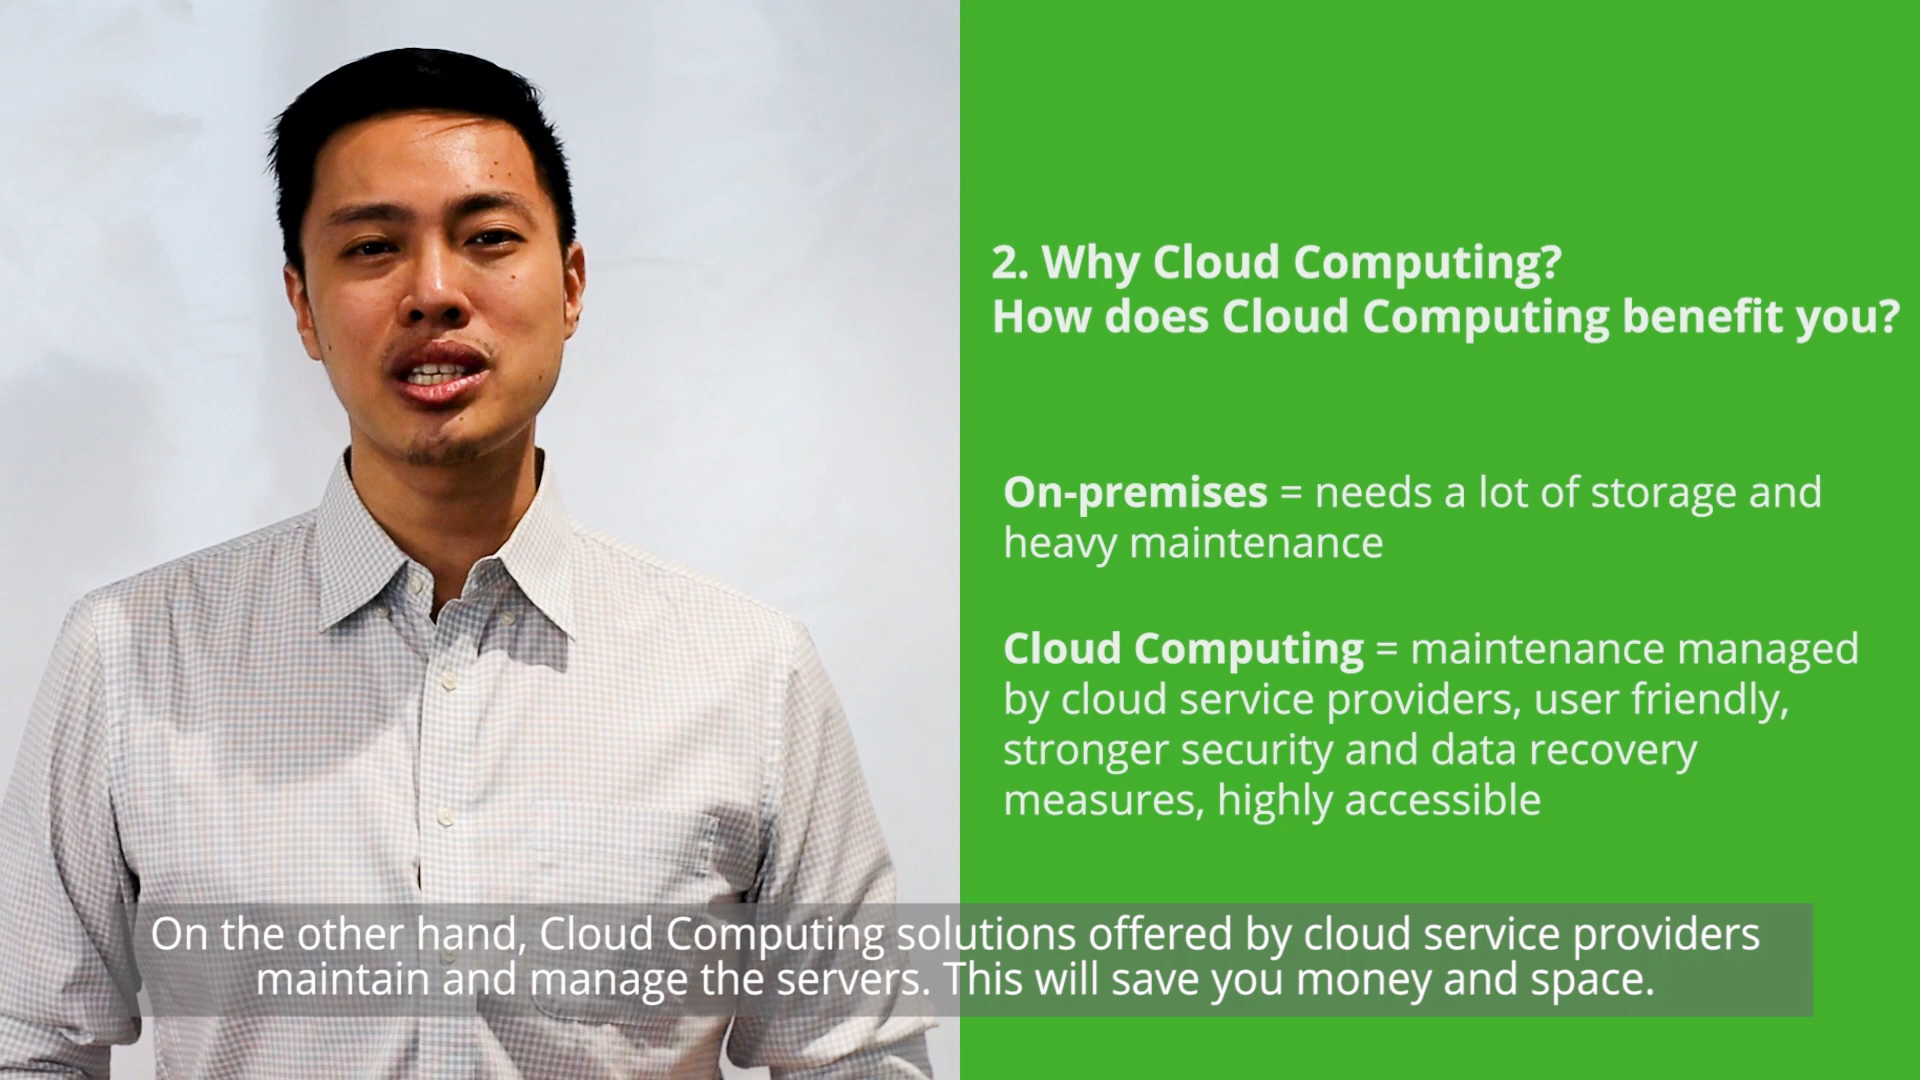 2. Why Cloud Computing?
How does Cloud Computing benefit you?
On-premises = needs a lot of storage and
heavy maintenance
Cloud Computing = maintenance managed
by cloud service providers, user friendly,
stronger security and data recovery
measures, highly accessible
On the other hand, Cloud Computing solutions offered by cloud service providers
maintain and manage the servers. This will save you money and space.